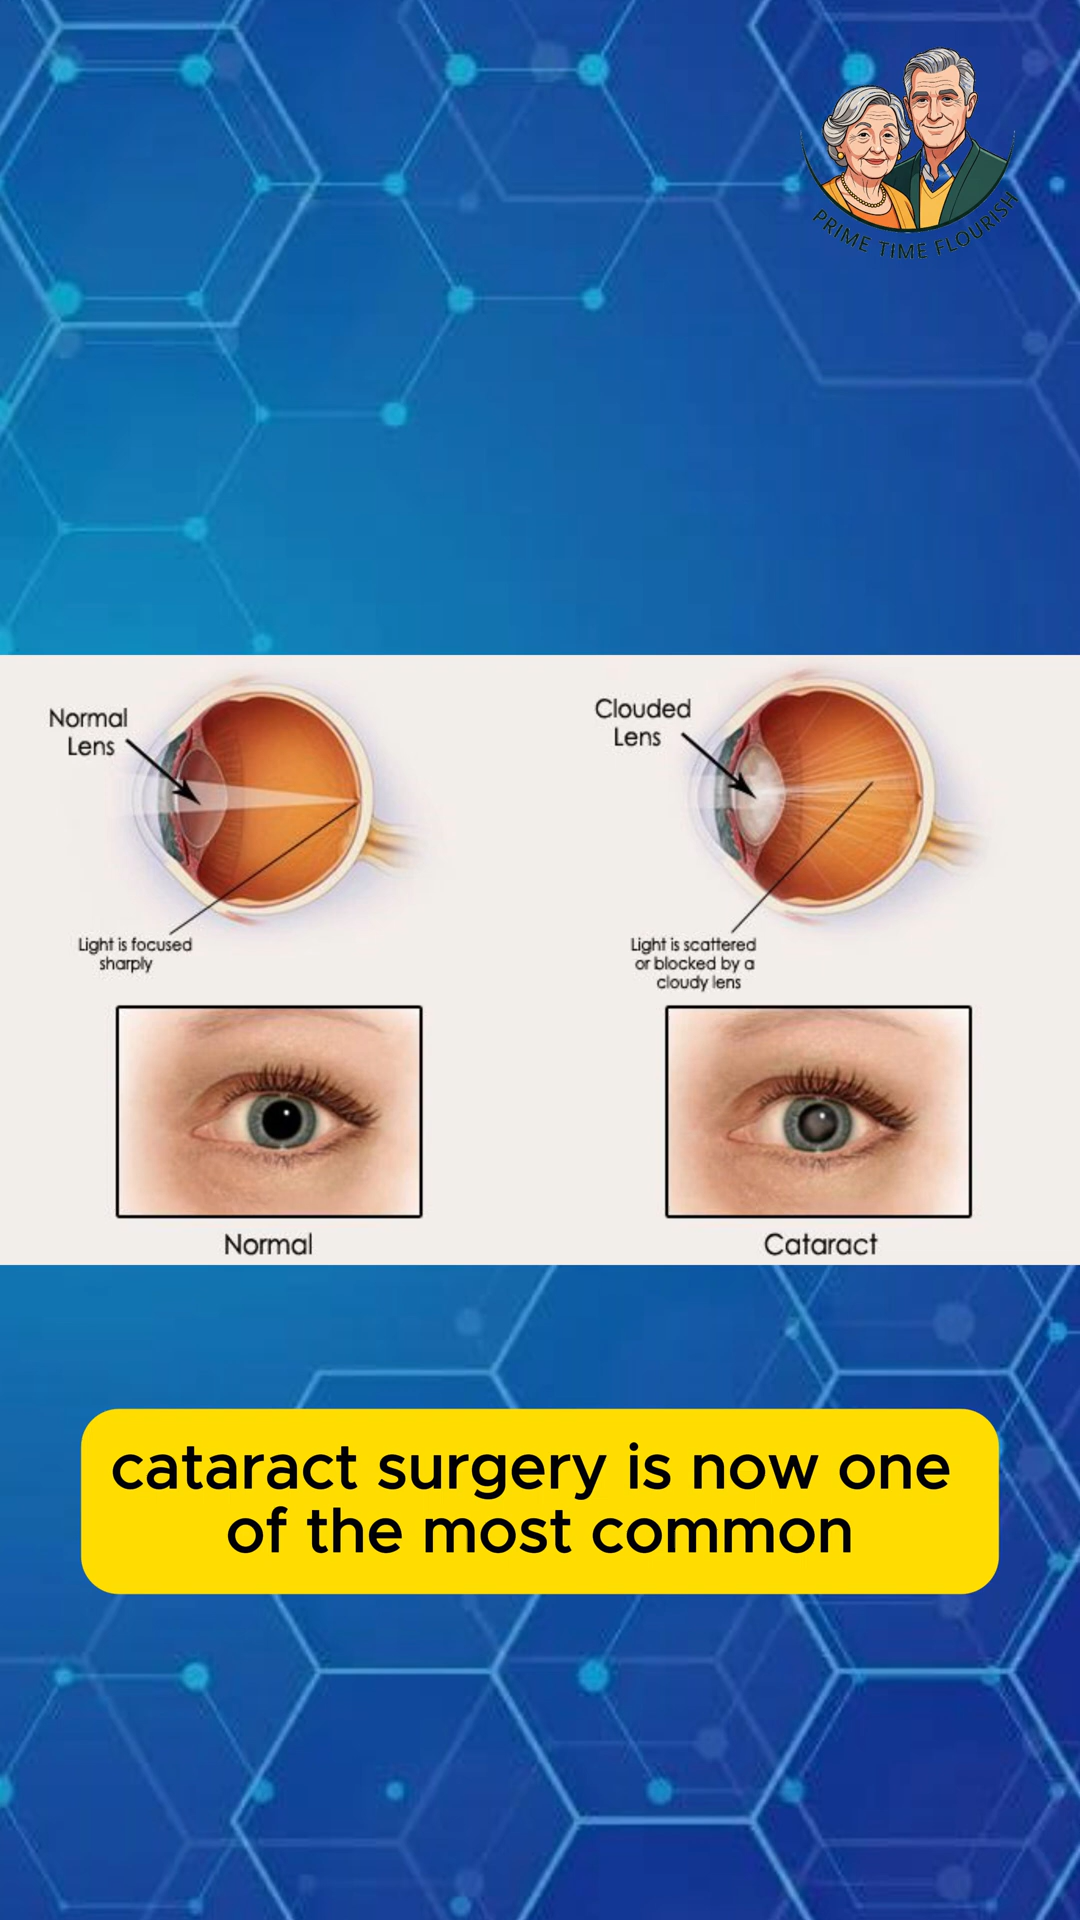 PRIME TIME FLOURISH
Normal
Lens
Clouded
Lens
Light is focused
sharply
Light is scattered
or blocked by a
cloudy lens
Normal
Cataract
cataract surgery is now one
of the most common